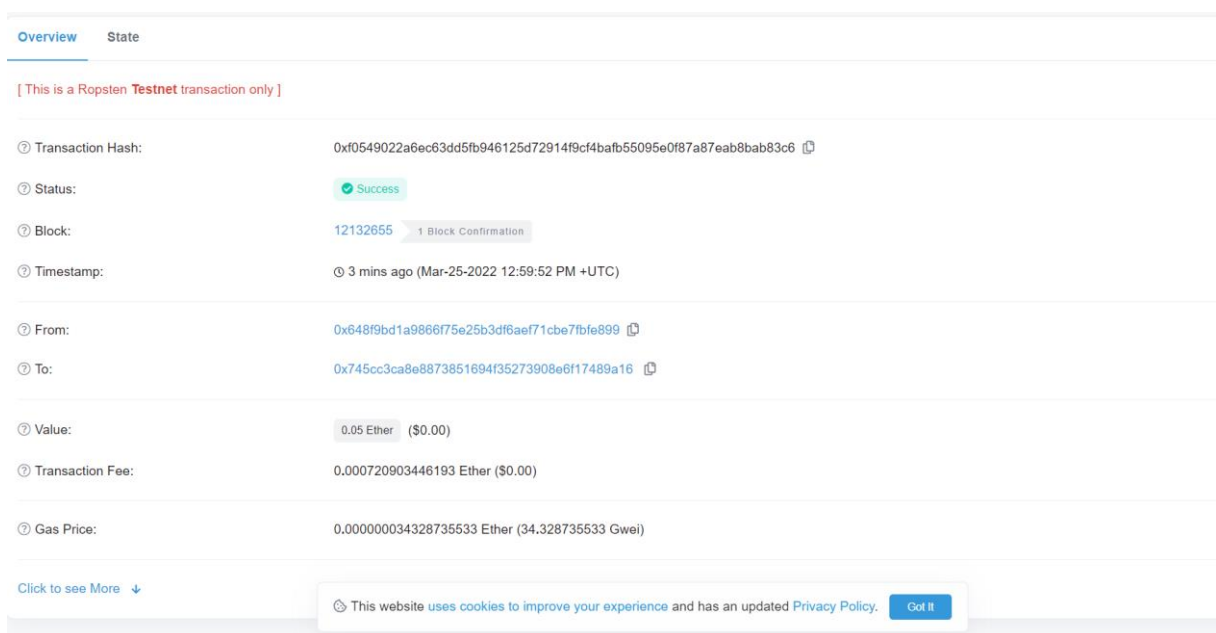 Overview State
[ This is a Ropsten Testnet transaction only ]
Transaction Hash: 0xf0549022a6ec63dd5fb946125d72914f9cf4bafb55095e0f87a87eab8bab83c6
Status: Success
Block: 12132655 1 Block Confirmation
Timestamp: 3 mins ago (Mar-25-2022 12:59:52 PM +UTC)
From: 0x648f9bd1a9866f75e25b3df6aef71cbe7fbfe899
To: 0x745cc3ca8e8873851694f35273908e6f17489a16
Value: 0.05 Ether ($0.00)
Transaction Fee: 0.000720903446193 Ether ($0.00)
Gas Price: 0.000000034328735533 Ether (34.328735533 Gwei)
Click to see More
This website uses cookies to improve your experience and has an updated Privacy Policy. Got It